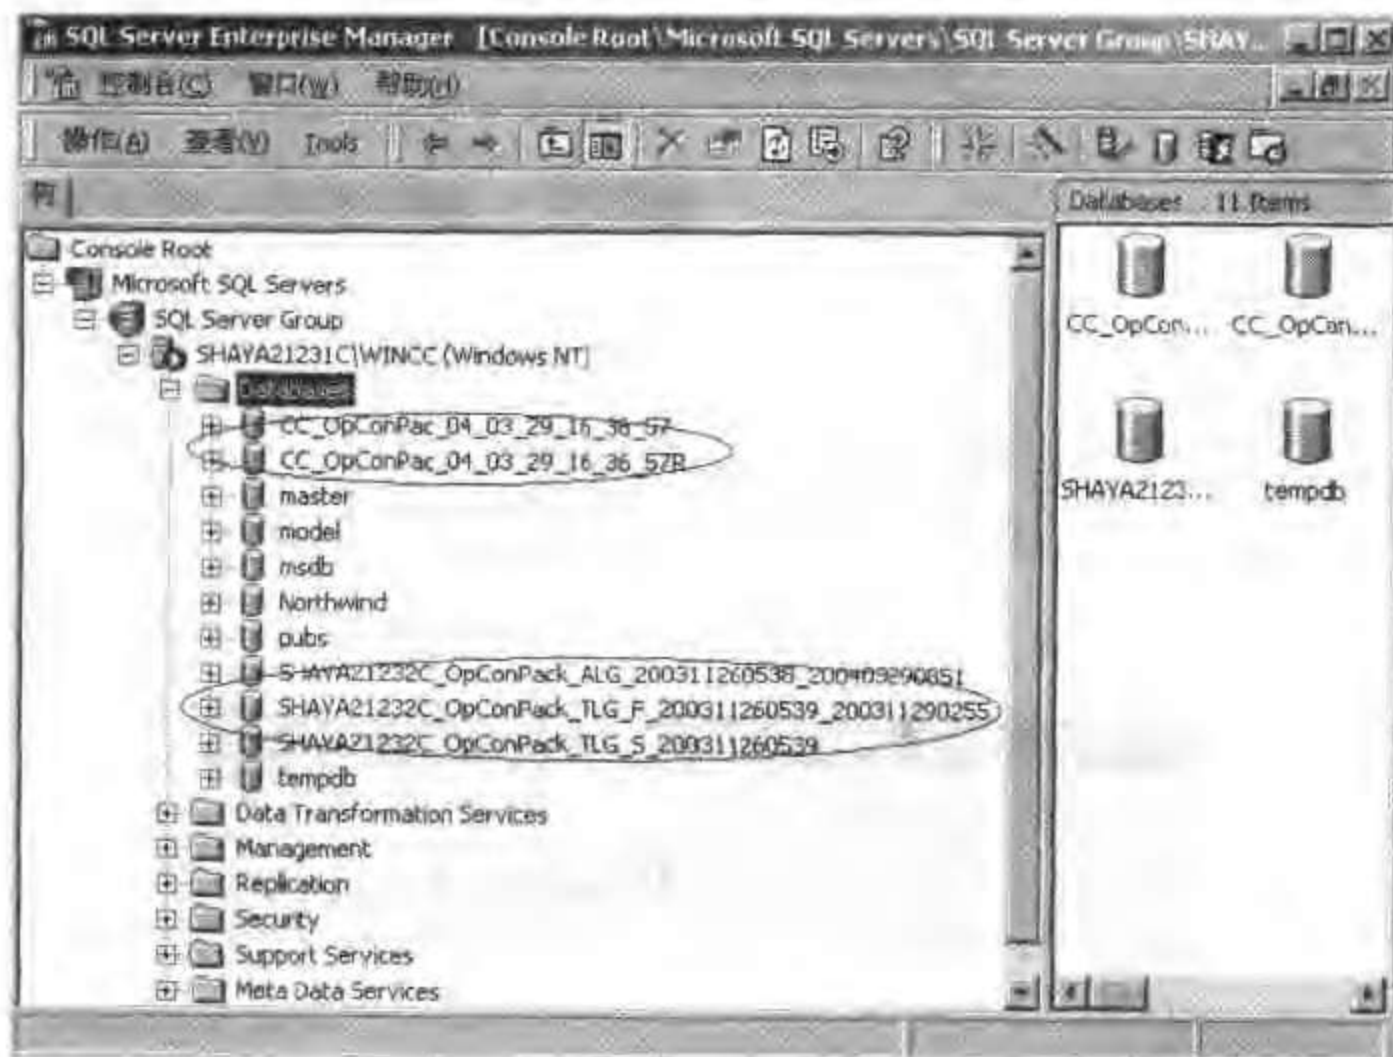 SQL Server Enterprise Manager - [Console Root\Microsoft SQL Servers\SQL Server Group\SHAY...
控制台(C) 窗口(W) 帮助(H)
操作(A) 查看(V) Tools
树
Databases 11 Items
Console Root
Microsoft SQL Servers
SQL Server Group
SHAYA21231C\WINCC (Windows NT)
Databases
CC_OpConPac_04_03_29_16_36_57
CC_OpConPac_04_03_29_16_36_57R
master
model
msdb
Northwind
pubs
SHAYA21232C_OpConPack_ALG_200311260538_200409290851
SHAYA21232C_OpConPack_TLG_F_200311260539_200311290255
SHAYA21232C_OpConPack_TLG_S_200311260539
tempdb
Data Transformation Services
Management
Replication
Security
Support Services
Meta Data Services
CC_OpCon... CC_OpCon...
SHAYA2123... tempdb